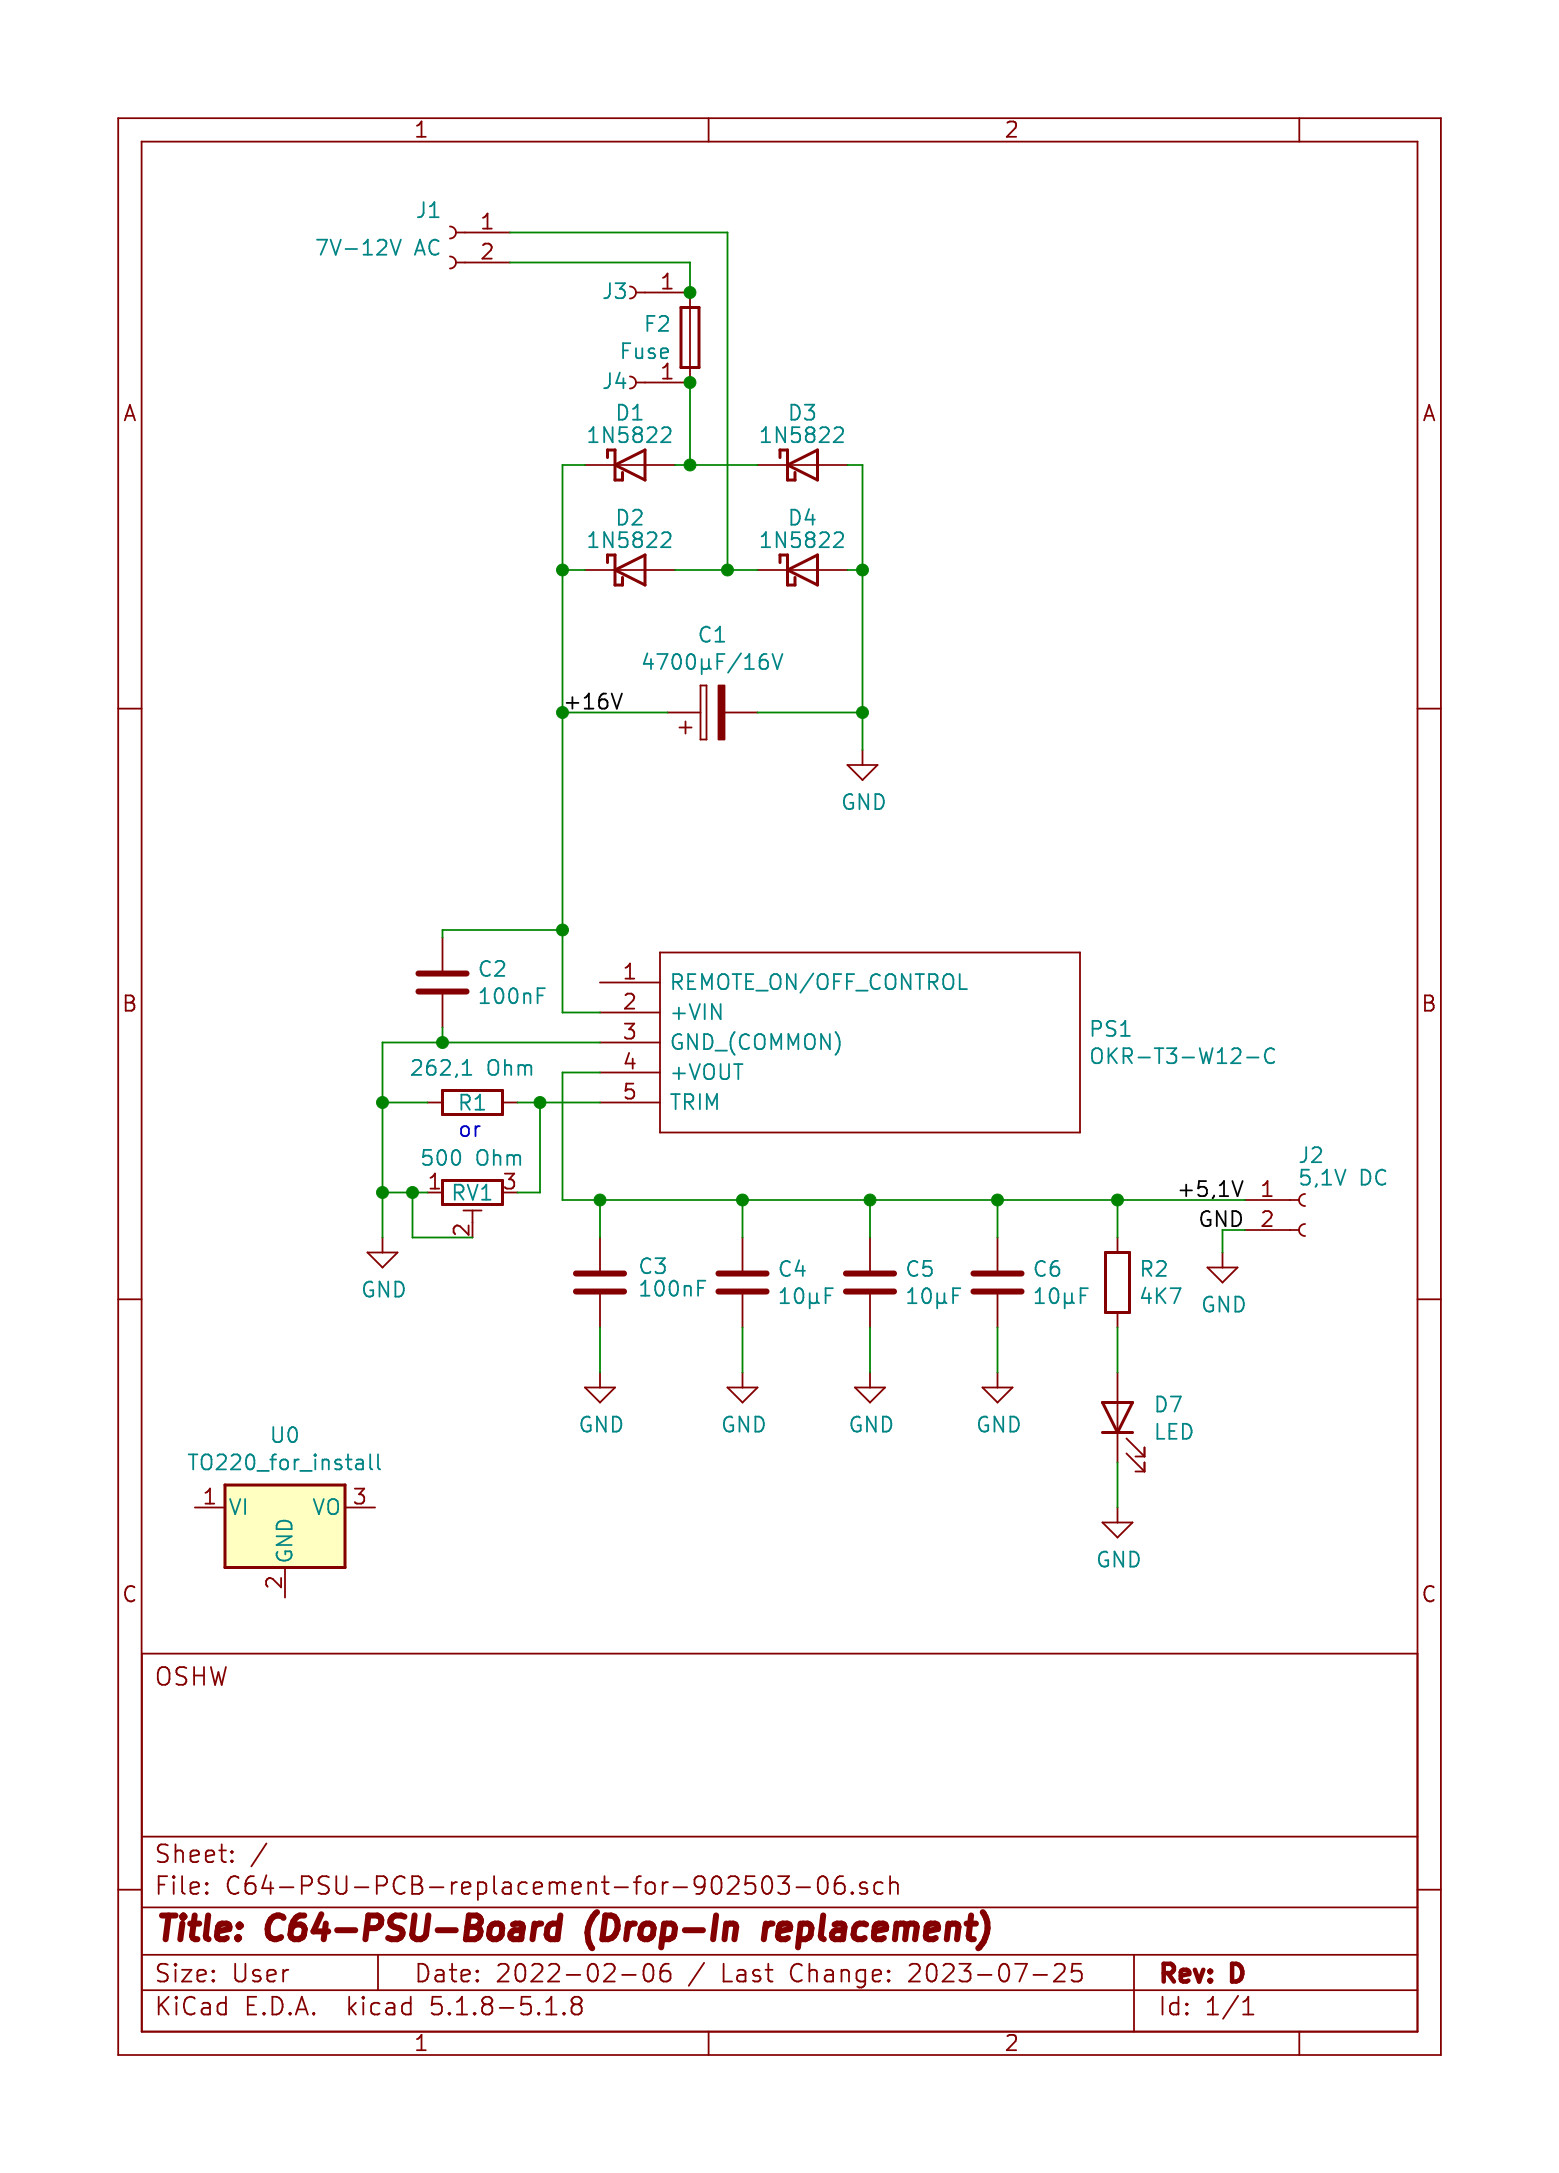 1 2
J1
1
7V-12V AC
2
J3
1
F2
Fuse
J4
1
A
A
D1
1N5822
D3
1N5822
D2
1N5822
D4
1N5822
C1
4700µF/16V
+16V
+
GND
C2
100nF
B
B
1 REMOTE_ON/OFF_CONTROL
2 +VIN
3 GND_(COMMON)
4 +VOUT
5 TRIM
PS1
OKR-T3-W12-C
262,1 Ohm
R1
or
500 Ohm
1 RV1 3
2
GND
J2
5,1V DC
+5,1V 1
GND 2
GND
C3
100nF
C4
10µF
C5
10µF
C6
10µF
R2
4K7
GND
GND
GND
GND
D7
LED
GND
U0
TO220_for_install
1 VI VO 3
GND
2
C
C
OSHW
Sheet: /
File: C64-PSU-PCB-replacement-for-902503-06.sch
Title: C64-PSU-Board (Drop-In replacement)
Size: User
Date: 2022-02-06 / Last Change: 2023-07-25
Rev: D
KiCad E.D.A. kicad 5.1.8-5.1.8
Id: 1/1
1 2